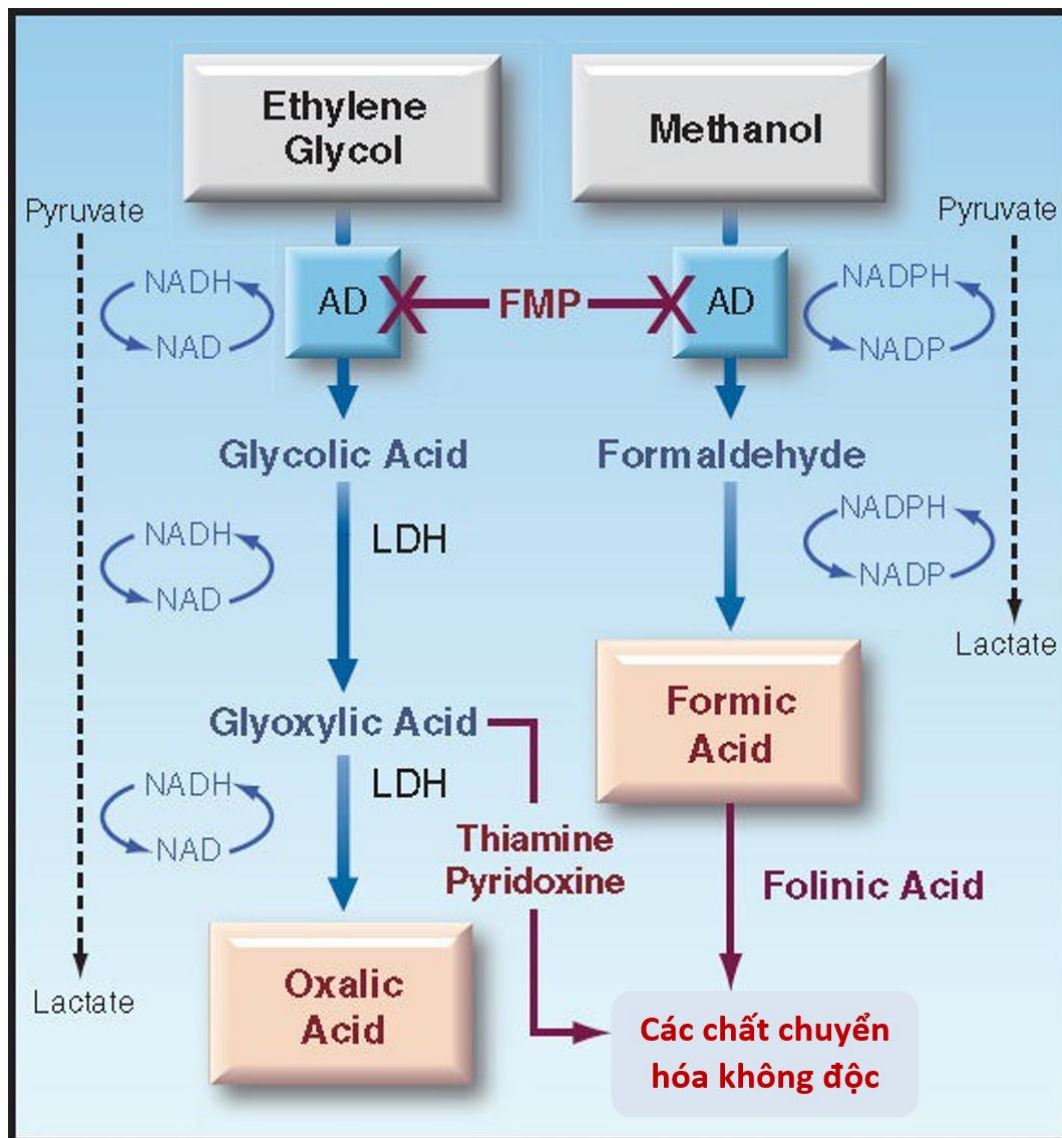 Ethylene
Glycol
Methanol
Pyruvate
Pyruvate
NADH
NAD
AD
FMP
AD
NADPH
NADP
Glycolic Acid
Formaldehyde
NADH
NAD
LDH
NADPH
NADP
Lactate
Glyoxylic Acid
Formic
Acid
NADH
NAD
LDH
Thiamine
Pyridoxine
Folinic Acid
Lactate
Oxalic
Acid
Các chất chuyển
hóa không độc